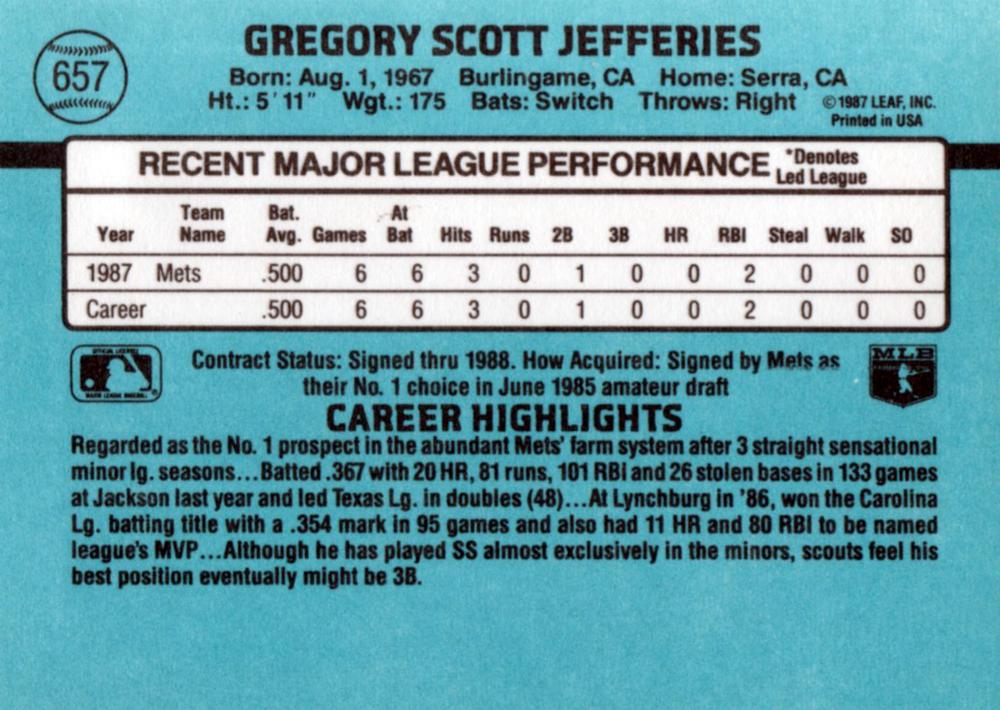 657
GREGORY SCOTT JEFFERIES
Born: Aug. 1, 1967 Burlingame, CA Home: Serra, CA
Ht.: 5'11" Wgt.: 175 Bats: Switch Throws: Right ©1987 LEAF, INC.
Printed in USA
RECENT MAJOR LEAGUE PERFORMANCE *Denotes Led League
Year Team Name Bat. Avg. Games At Bat Hits Runs 2B 3B HR RBI Steal Walk SO
1987 Mets .500 6 6 3 0 1 0 0 2 0 0 0
Career .500 6 6 3 0 1 0 0 2 0 0 0
Contract Status: Signed thru 1988. How Acquired: Signed by Mets as
their No. 1 choice in June 1985 amateur draft
OFFICIAL LICENSEE
MAJOR LEAGUE BASEBALL
MLB
CAREER HIGHLIGHTS
Regarded as the No. 1 prospect in the abundant Mets' farm system after 3 straight sensational
minor lg. seasons...Batted .367 with 20 HR, 81 runs, 101 RBI and 26 stolen bases in 133 games
at Jackson last year and led Texas Lg. in doubles (48)...At Lynchburg in '86, won the Carolina
Lg. batting title with a .354 mark in 95 games and also had 11 HR and 80 RBI to be named
league's MVP...Although he has played SS almost exclusively in the minors, scouts feel his
best position eventually might be 3B.